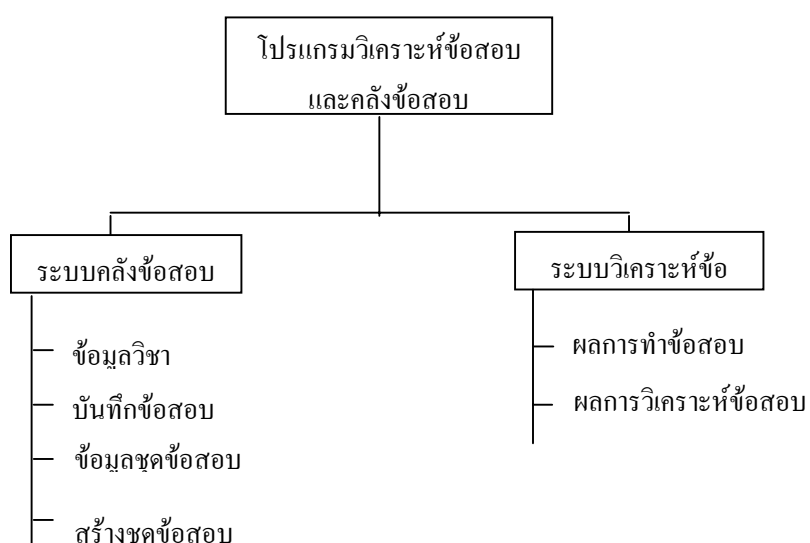 โปรแกรมวิเคราะห์ข้อสอบ
และคลังข้อสอบ
ระบบคลังข้อสอบ
ระบบวิเคราะห์ข้อ
ข้อมูลวิชา
บันทึกข้อสอบ
ข้อมูลชุดข้อสอบ
สร้างชุดข้อสอบ
ผลการทำข้อสอบ
ผลการวิเคราะห์ข้อสอบ